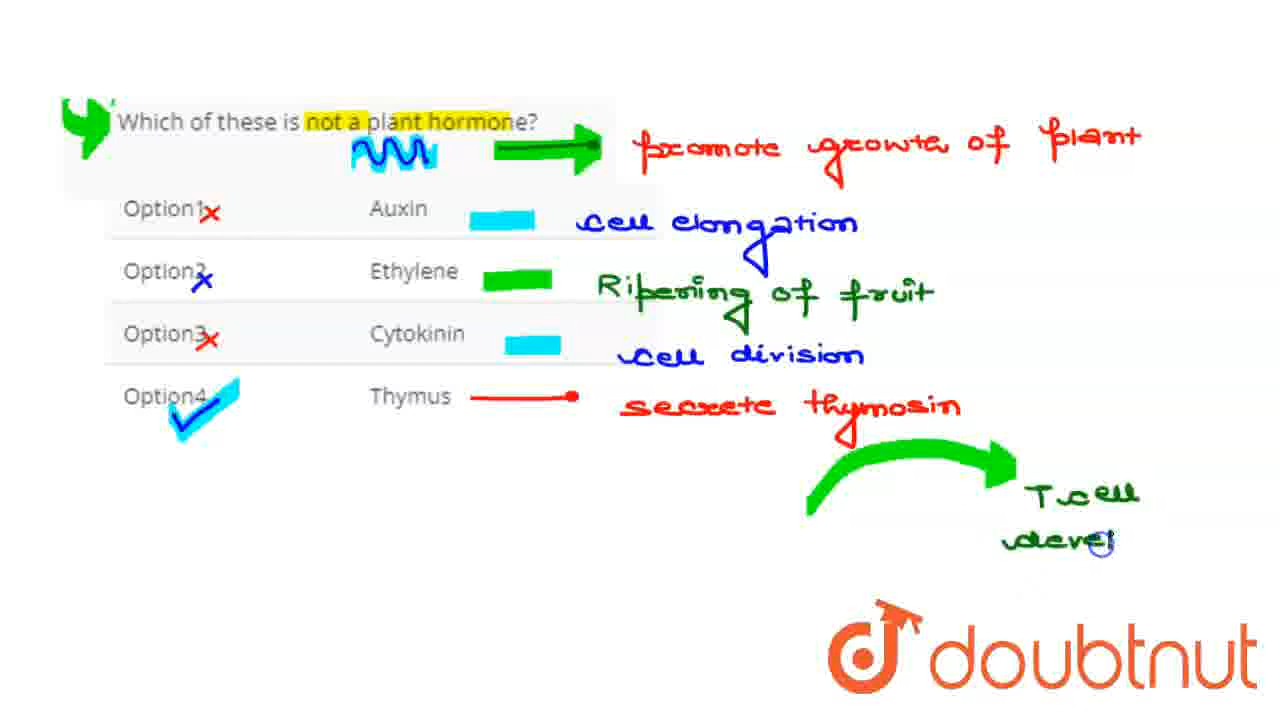 Which of these is not a plant hormone?
promote growth of plant
Option1 Auxin cell elongation
Option2 Ethylene Ripening of fruit
Option3 Cytokinin cell division
Option4 Thymus secrete thymosin
T cell
devel
doubtnut